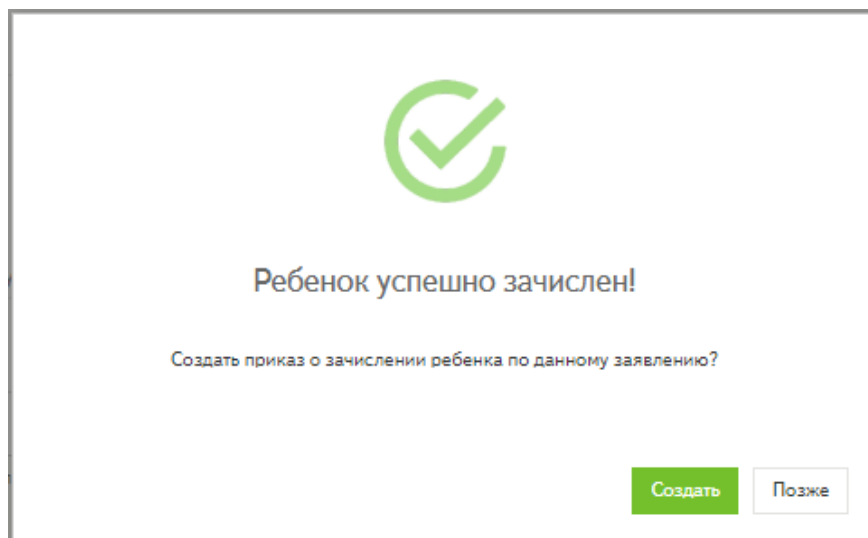 Ребенок успешно зачислен!
Создать приказ о зачислении ребенка по данному заявлению?
Создать
Позже